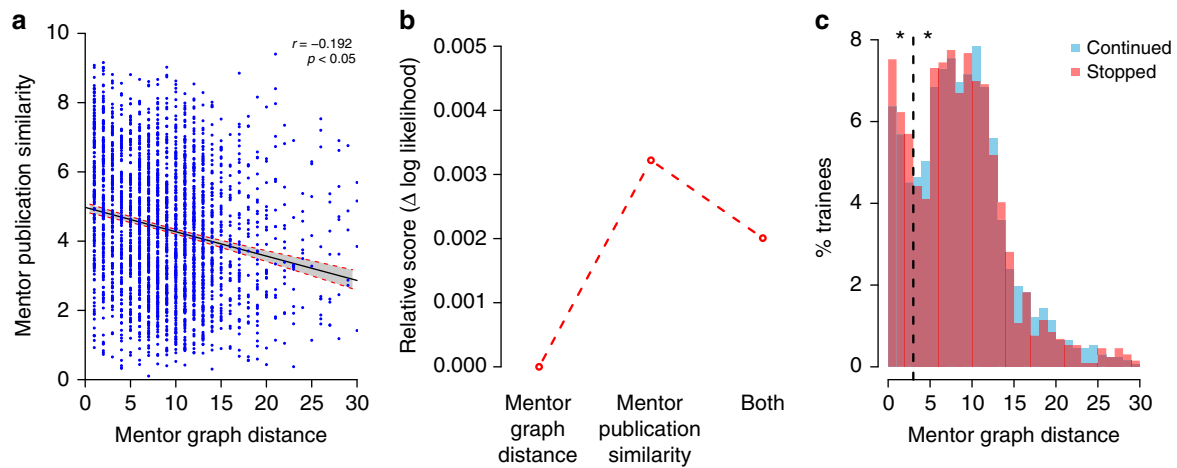 a
10
8
6
4
2
0
Mentor publication similarity
r = −0.192
p < 0.05
0 5 10 15 20 25 30
Mentor graph distance
b
0.005
0.004
0.003
0.002
0.001
0.000
Relative score (Δ log likelihood)
Mentor
graph
distance
Mentor
publication
similarity
Both
c
8
6
4
2
0
% trainees
* *
Continued
Stopped
0 5 10 15 20 25 30
Mentor graph distance